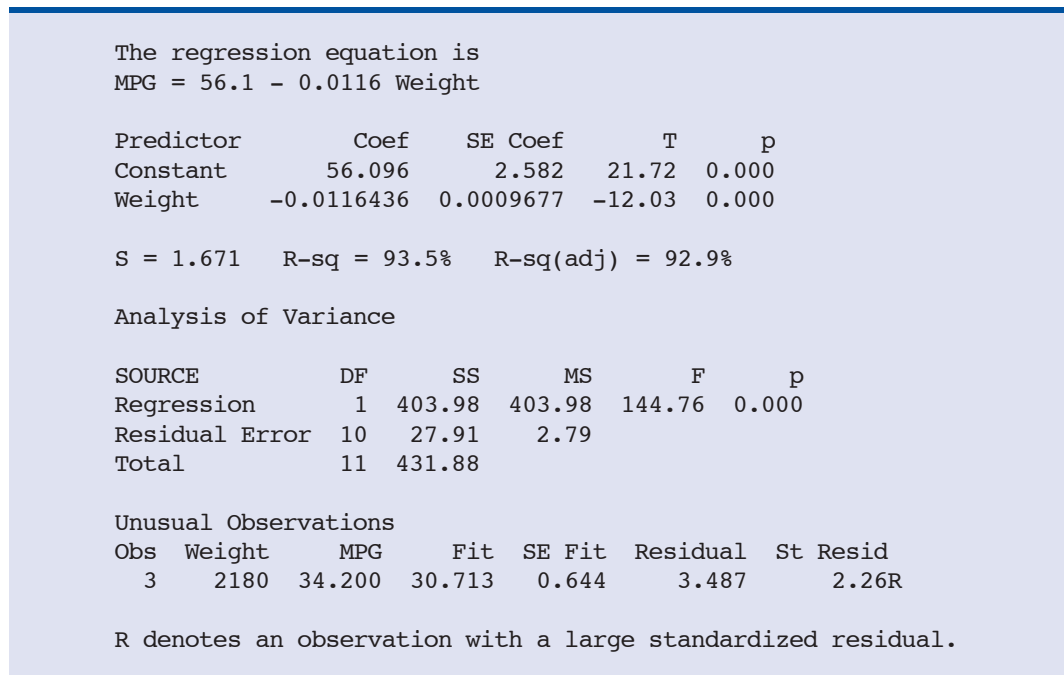 The regression equation is
MPG = 56.1 – 0.0116 Weight
Predictor Coef SE Coef T p
Constant 56.096 2.582 21.72 0.000
Weight –0.0116436 0.0009677 –12.03 0.000
S = 1.671 R–sq = 93.5% R–sq(adj) = 92.9%
Analysis of Variance
SOURCE DF SS MS F p
Regression 1 403.98 403.98 144.76 0.000
Residual Error 10 27.91 2.79
Total 11 431.88
Unusual Observations
Obs Weight MPG Fit SE Fit Residual St Resid
3 2180 34.200 30.713 0.644 3.487 2.26R
R denotes an observation with a large standardized residual.